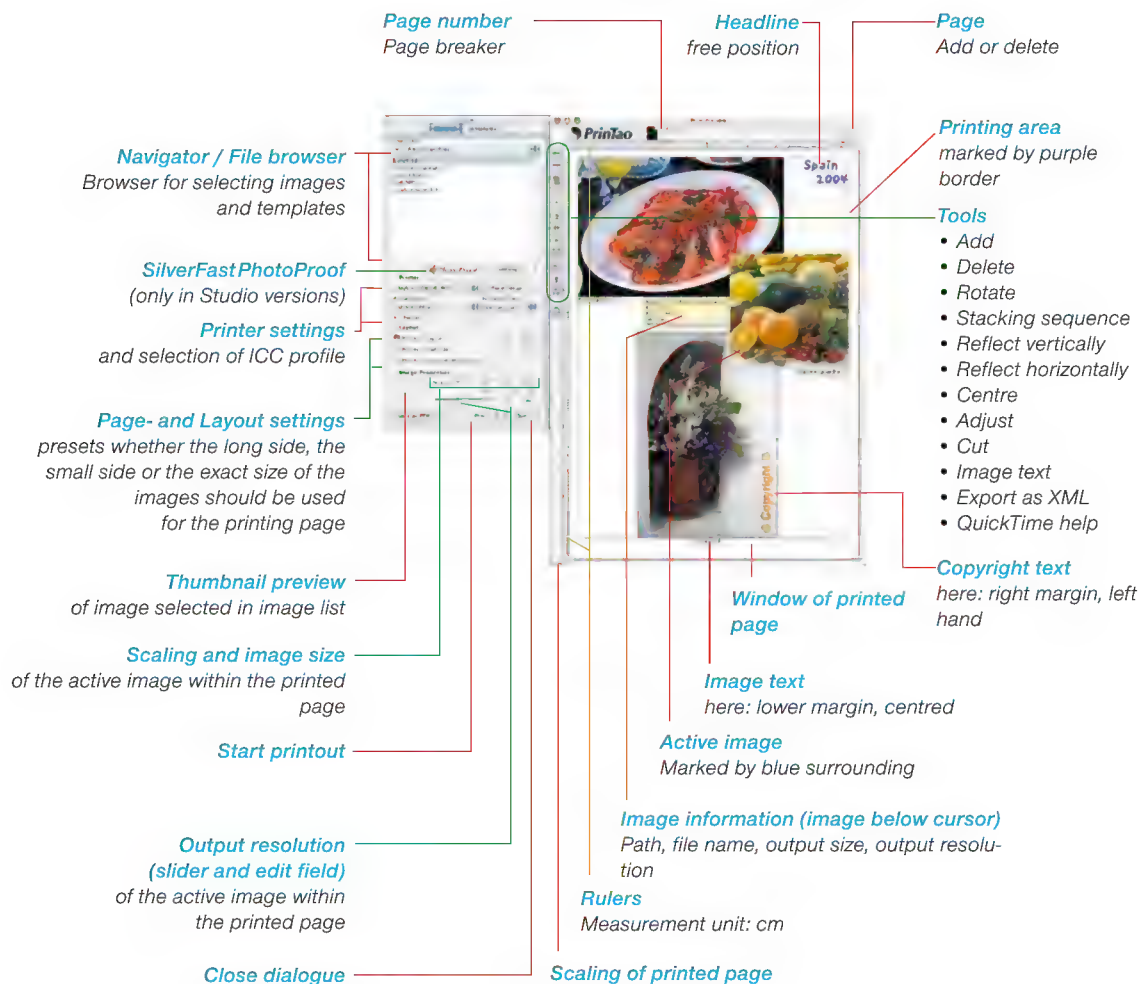 Page number
Page breaker
Headline
free position
Page
Add or delete
PrinTao
Spain
2004
Navigator / File browser
Browser for selecting images
and templates
SilverFast PhotoProof
(only in Studio versions)
Printer settings
and selection of ICC profile
Page- and Layout settings
presets whether the long side, the
small side or the exact size of the
images should be used
for the printing page
Thumbnail preview
of image selected in image list
Scaling and image size
of the active image within the printed
page
Start printout
Output resolution
(slider and edit field)
of the active image within
the printed page
Close dialogue
Printing area
marked by purple
border
Tools
• Add
• Delete
• Rotate
• Stacking sequence
• Reflect vertically
• Reflect horizontally
• Centre
• Adjust
• Cut
• Image text
• Export as XML
• QuickTime help
© Copyright
Copyright text
here: right margin, left
hand
Window of printed
page
Image text
here: lower margin, centred
Active image
Marked by blue surrounding
Image information (image below cursor)
Path, file name, output size, output resolu-
tion
Rulers
Measurement unit: cm
Scaling of printed page